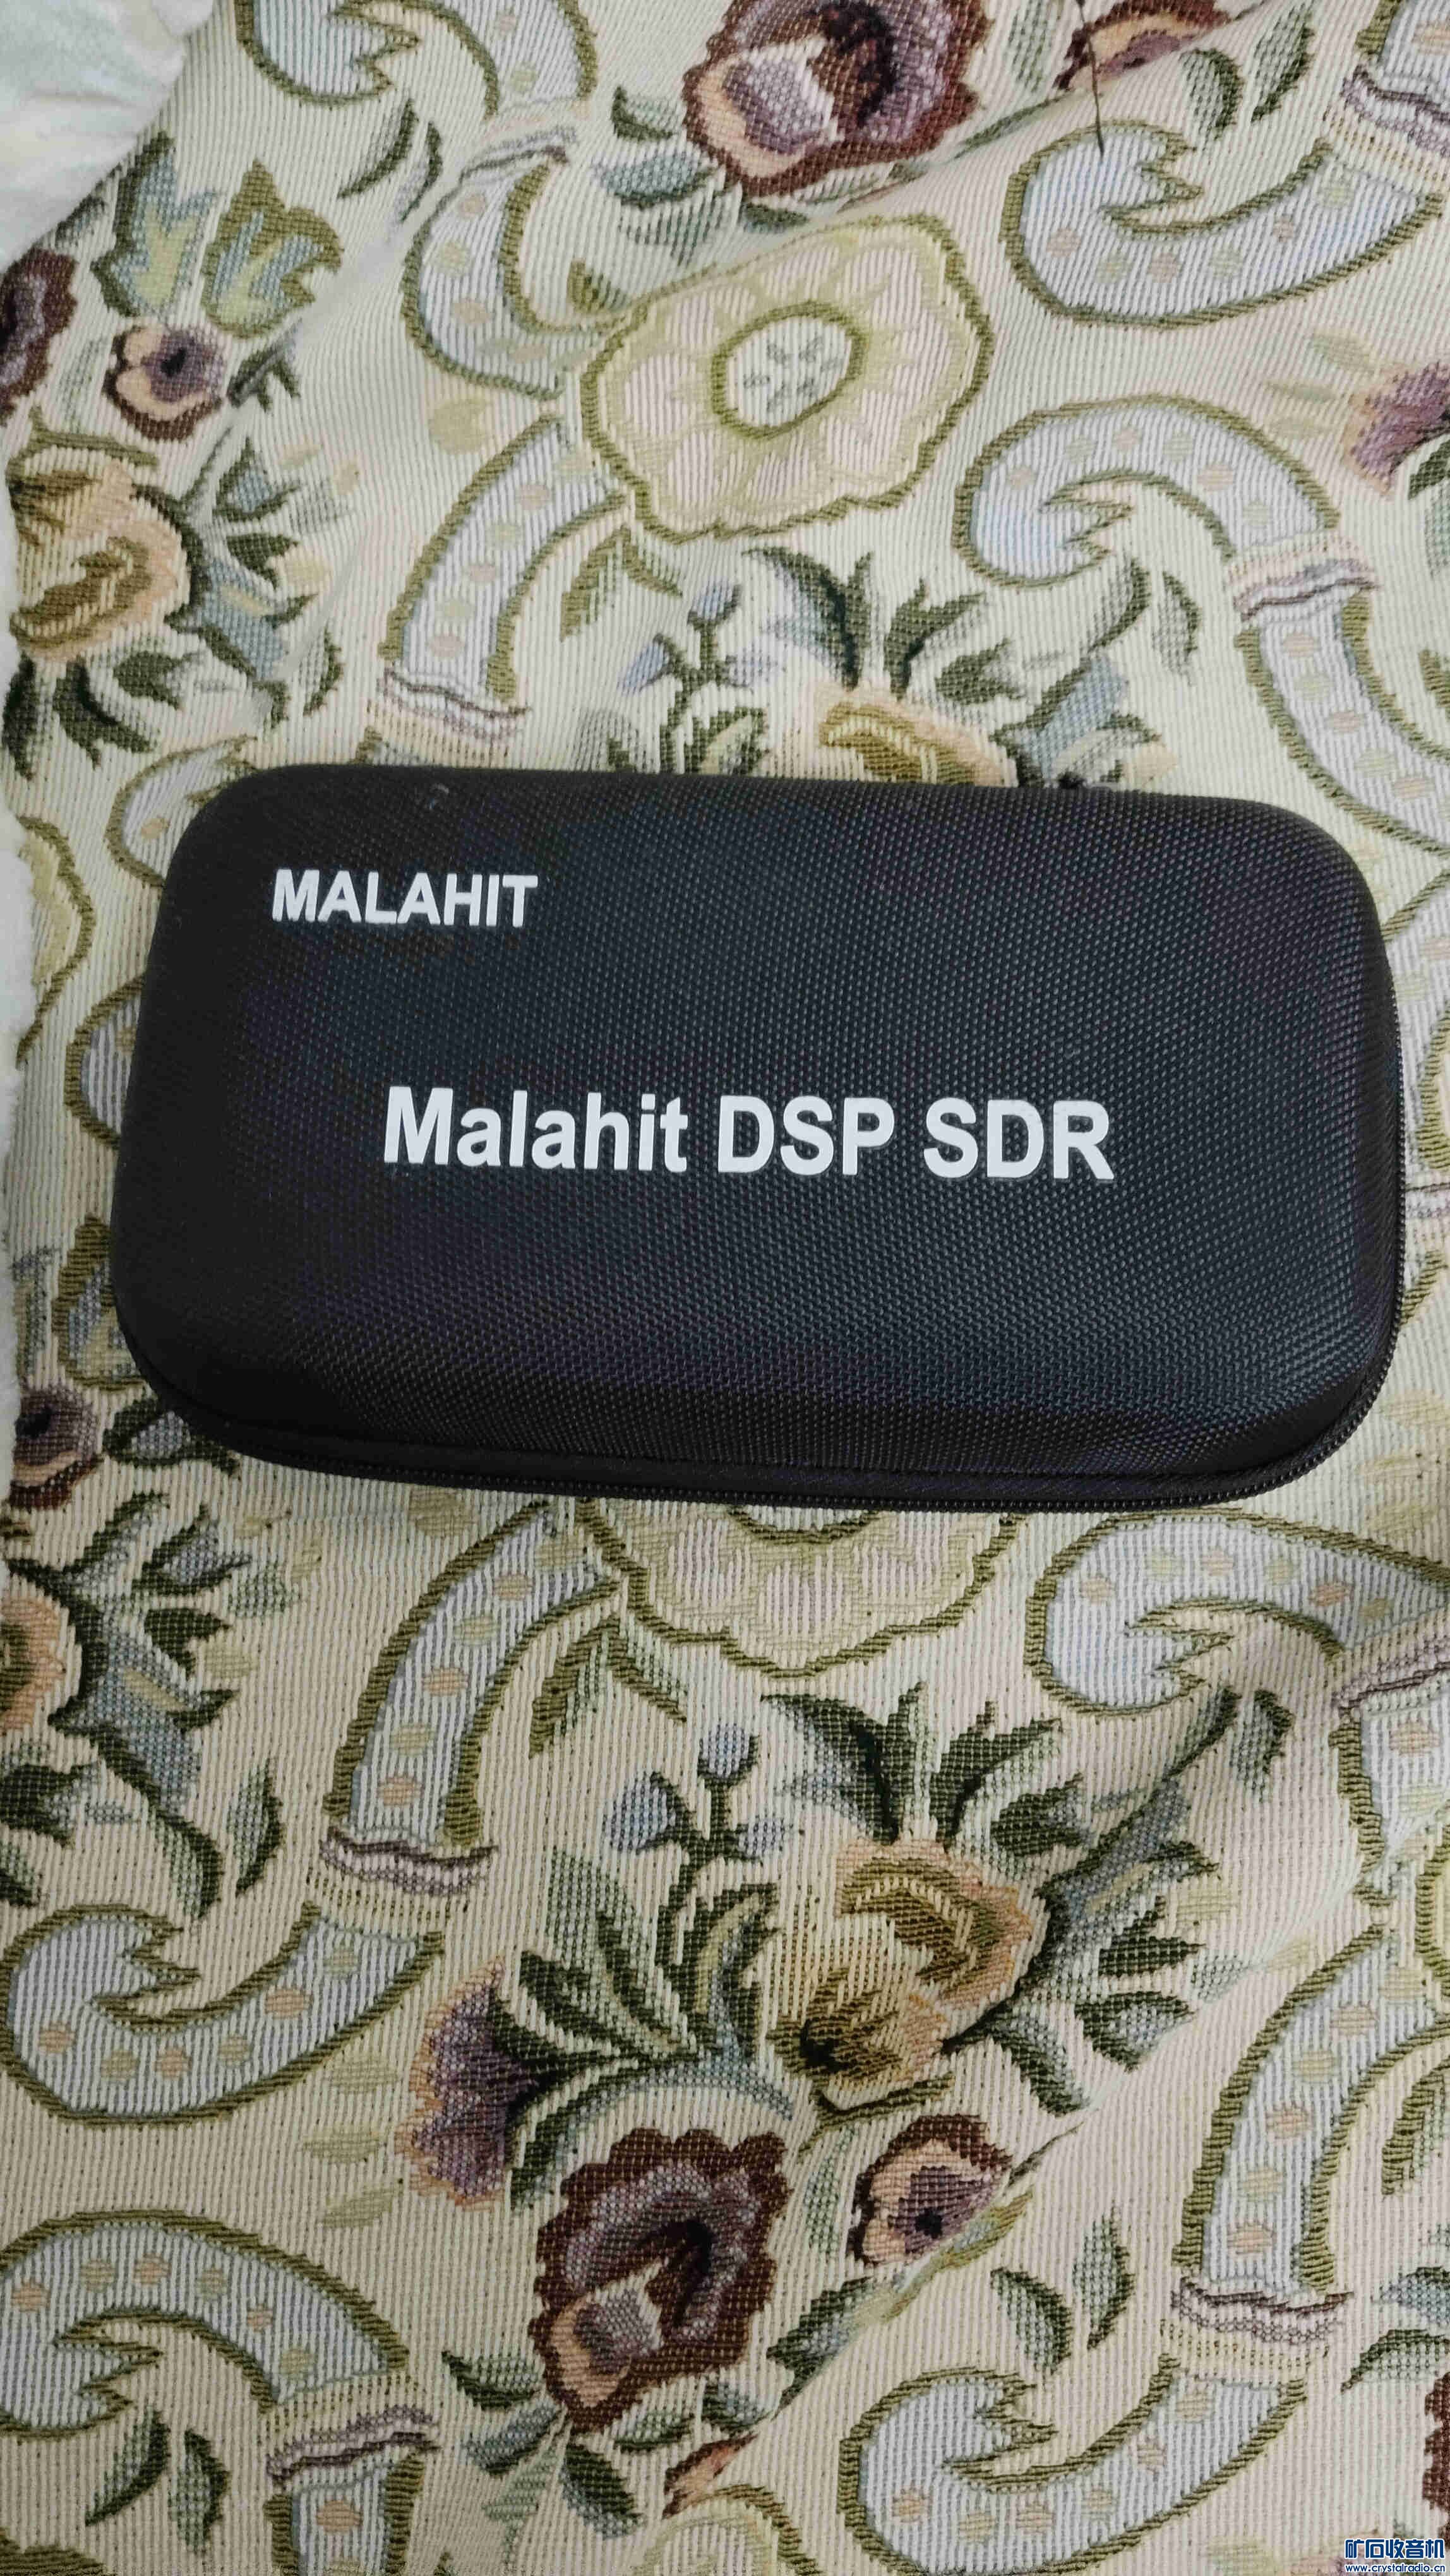 MALAHIT
Malahit DSP SDR
矿石收音机
www.crystalradio.cn